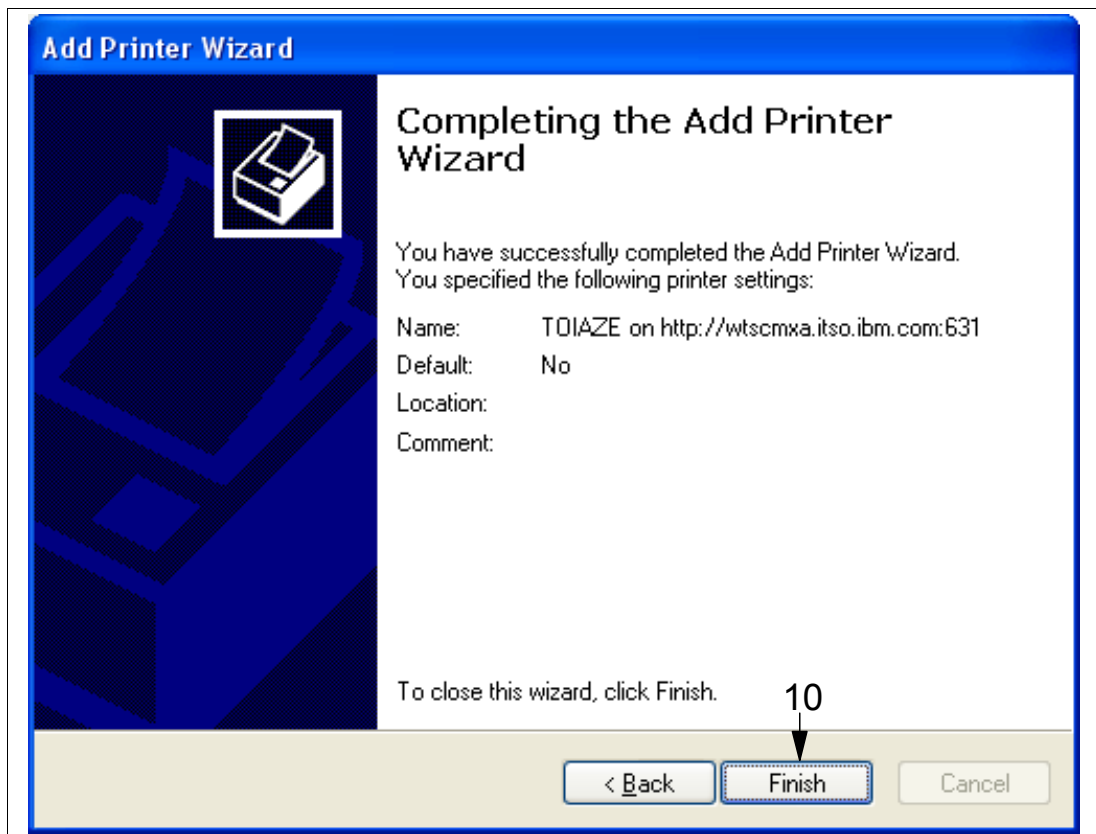 Add Printer Wizard
Completing the Add Printer
Wizard
You have successfully completed the Add Printer Wizard.
You specified the following printer settings:
Name: TOIAZE on http://wtscmxa.itso.ibm.com:631
Default: No
Location:
Comment:
To close this wizard, click Finish.
10
< Back Finish Cancel